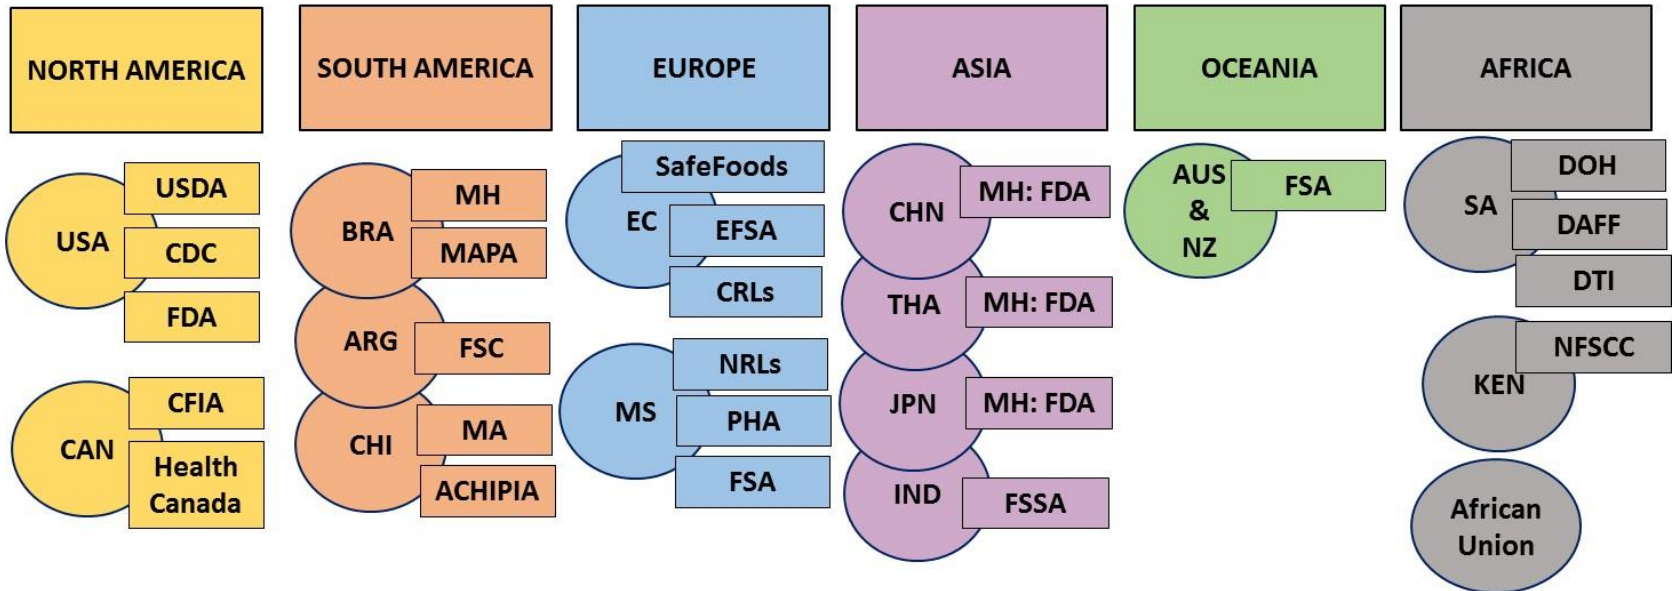 NORTH AMERICA
USA
USDA
CDC
FDA
CAN
CFIA
Health
Canada
SOUTH AMERICA
BRA
MH
MAPA
ARG
FSC
CHI
MA
ACHIPIA
EUROPE
EC
SafeFoods
EFSA
CRLs
MS
NRLs
PHA
FSA
ASIA
CHN
MH: FDA
THA
MH: FDA
JPN
MH: FDA
IND
FSSA
OCEANIA
AUS
&
NZ
FSA
AFRICA
SA
DOH
DAFF
DTI
KEN
NFSCC
African
Union